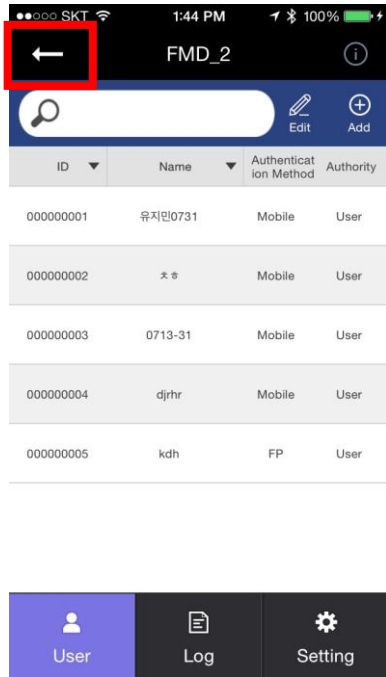 SKT 1:44 PM 100%
FMD_2
Edit Add
ID Name Authenticat
ion Method Authority
000000001 유지민0731 Mobile User
000000002 ㅊㅎ Mobile User
000000003 0713-31 Mobile User
000000004 djrhr Mobile User
000000005 kdh FP User
User Log Setting